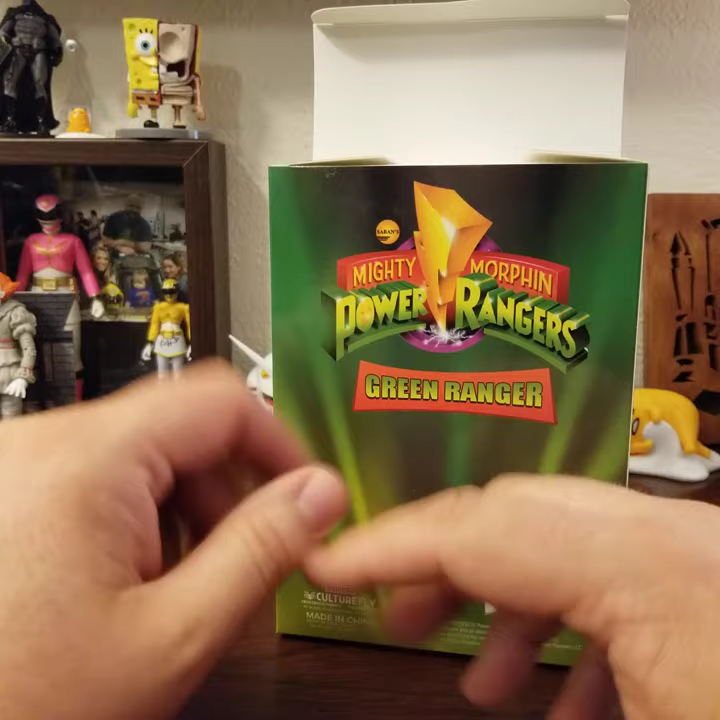 SABAN'S
MIGHTY MORPHIN
POWER RANGERS
GREEN RANGER
CULTUREFLY
MADE IN CHINA